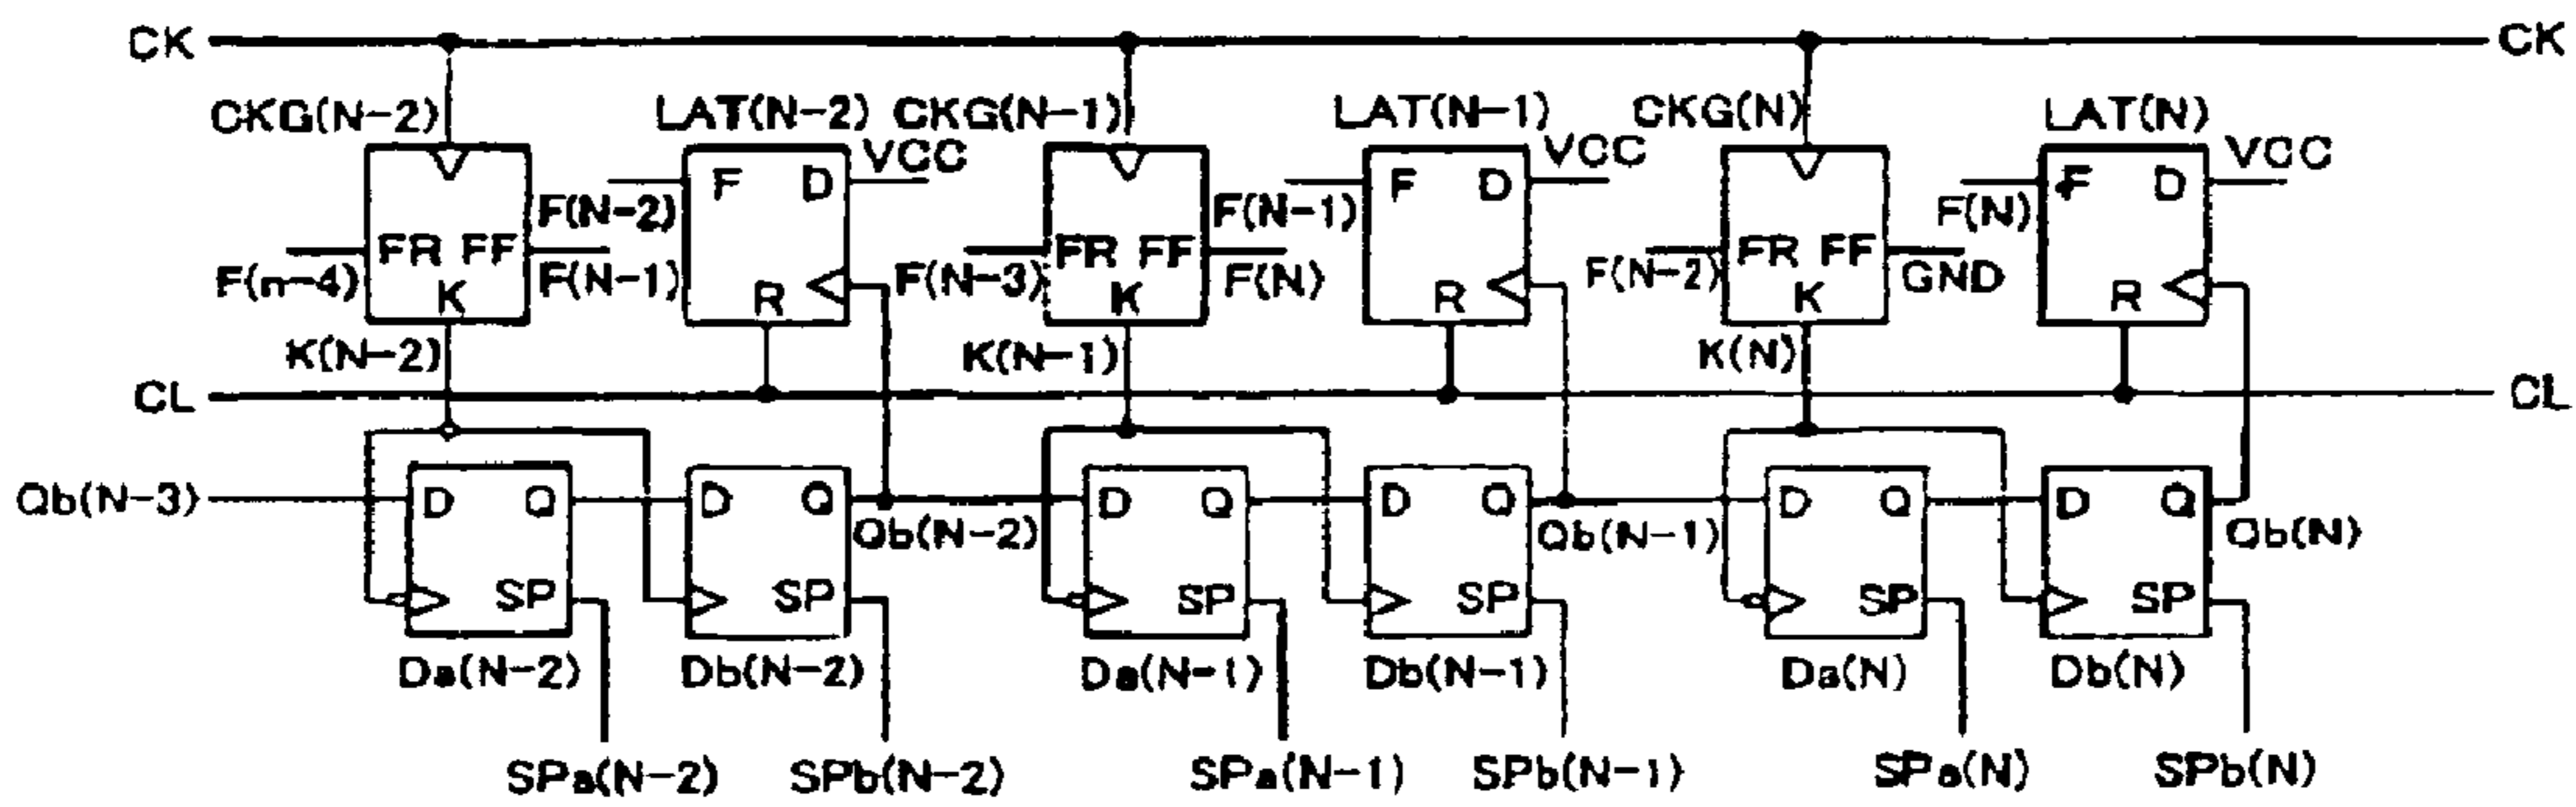 CK CK
CKG(N-2) LAT(N-2) CKG(N-1) LAT(N-1) CKG(N) LAT(N)
F D VCC F D VCC F D VCC
F(N-2) F(N-1) F(N)
FR FF FR FF FR FF
F(n-4) F(N-1) F(N-3) F(N) F(N-2) GND
K R K R K R
K(N-2) K(N-1) K(N)
CL CL
Qb(N-3) D Q D Q D Q D Q D Q D Q
Qb(N-2) Qb(N-1) Qb(N)
SP SP SP SP SP SP
Da(N-2) Db(N-2) Da(N-1) Db(N-1) Da(N) Db(N)
SPa(N-2) SPb(N-2) SPa(N-1) SPb(N-1) SPa(N) SPb(N)